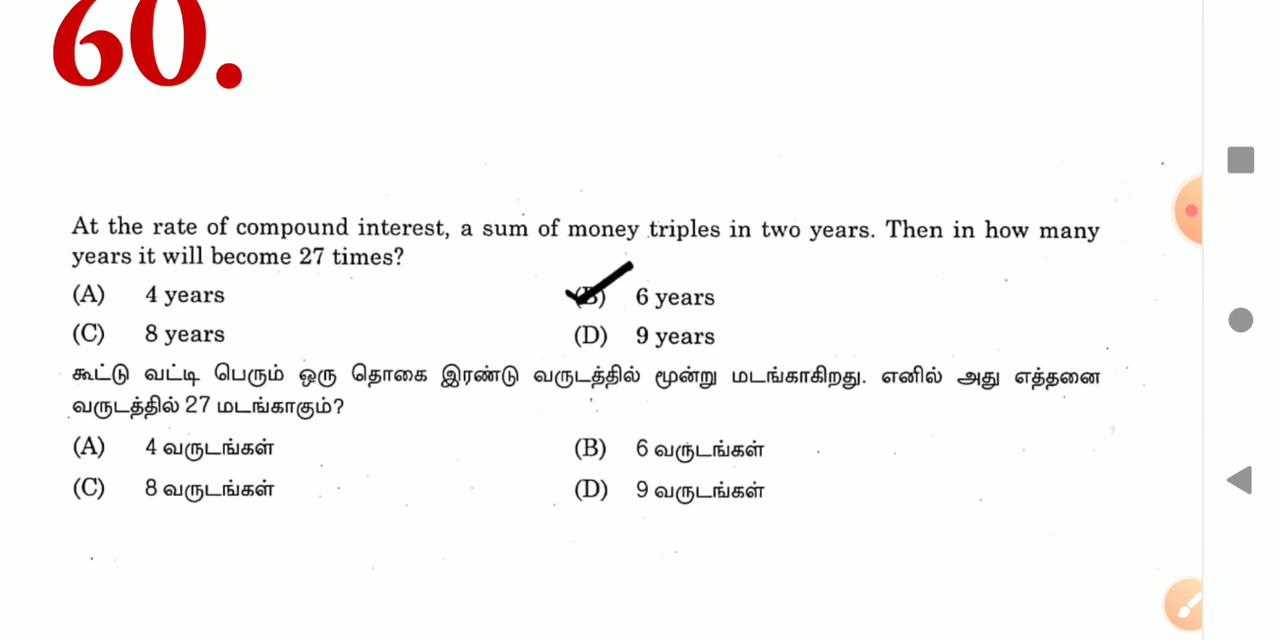 60.
At the rate of compound interest, a sum of money triples in two years. Then in how many
years it will become 27 times?
(A) 4 years (B) 6 years
(C) 8 years (D) 9 years
கூட்டு வட்டி பெரும் ஒரு தொகை இரண்டு வருடத்தில் மூன்று மடங்காகிறது. எனில் அது எத்தனை
வருடத்தில் 27 மடங்காகும்?
(A) 4 வருடங்கள் (B) 6 வருடங்கள்
(C) 8 வருடங்கள் (D) 9 வருடங்கள்